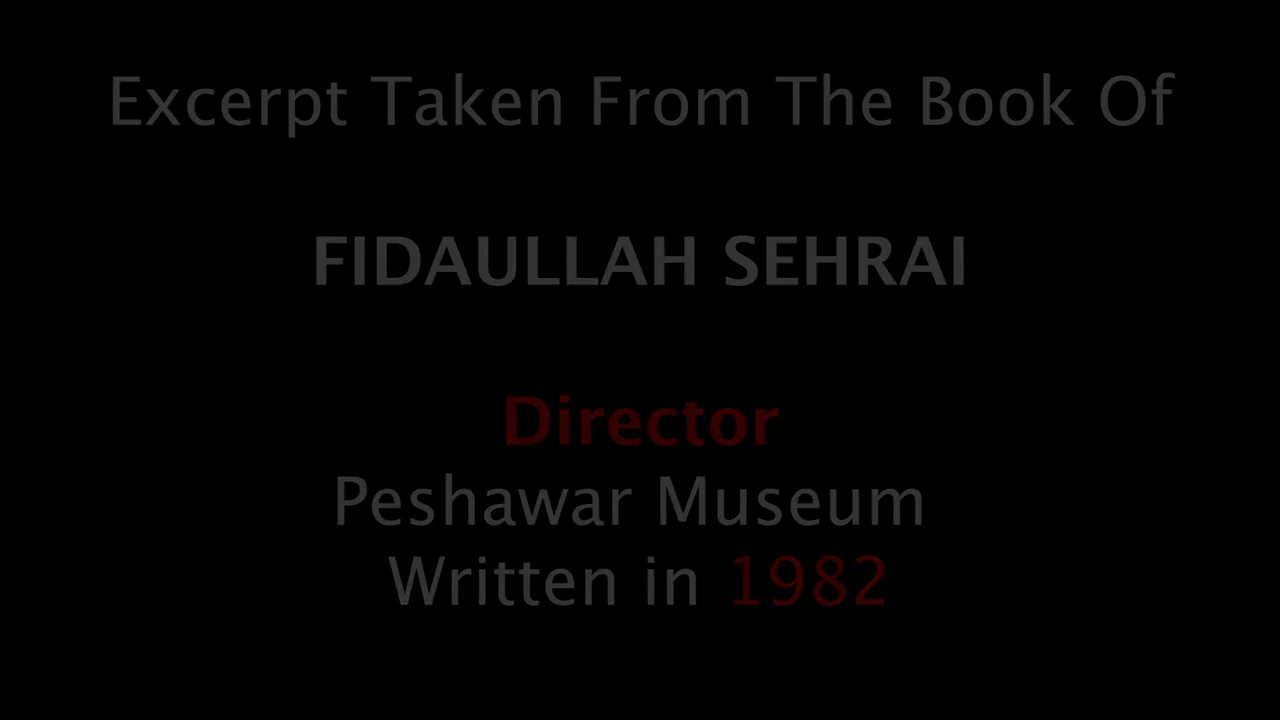 Excerpt Taken From The Book Of
FIDAULLAH SEHRAI
Director
Peshawar Museum
Written in 1982